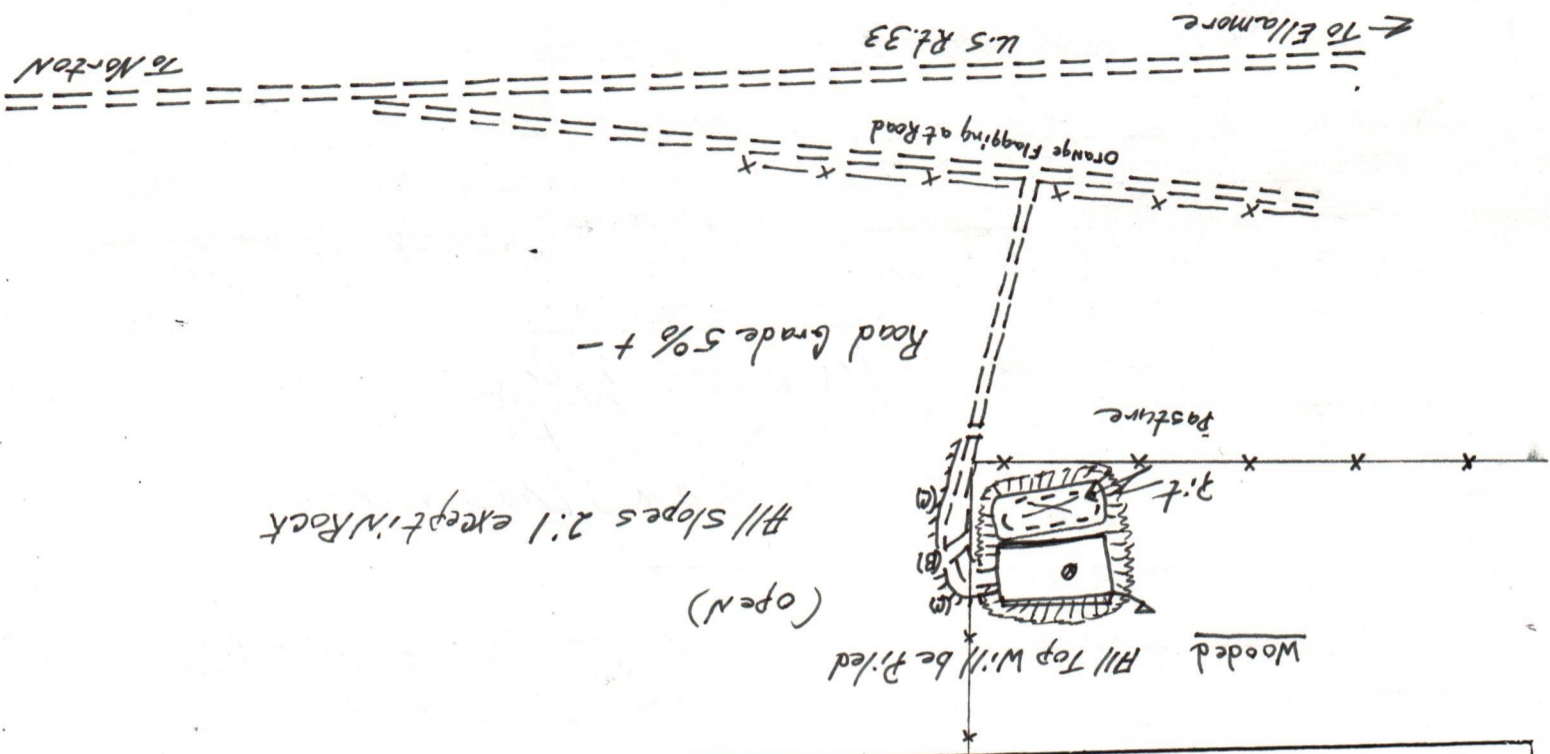 Wooded
All Top Will be Piled
(open)
(C)
(B)
All Slopes 2:1 except in Rock
(C)
Pit
Pasture
Road Grade 5% + -
Orange Flagging at Road
To Ellamore
U.S Rt. 33
To Norton